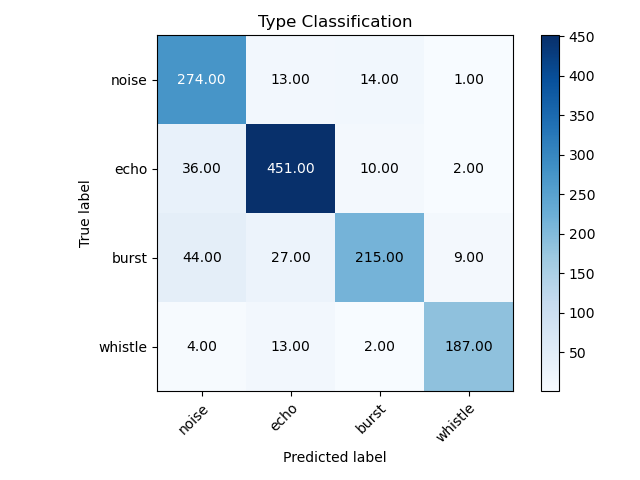 Type Classification
noise 274.00 13.00 14.00 1.00
echo 36.00 451.00 10.00 2.00
burst 44.00 27.00 215.00 9.00
whistle 4.00 13.00 2.00 187.00
noise echo burst whistle
True label
Predicted label
450
400
350
300
250
200
150
100
50